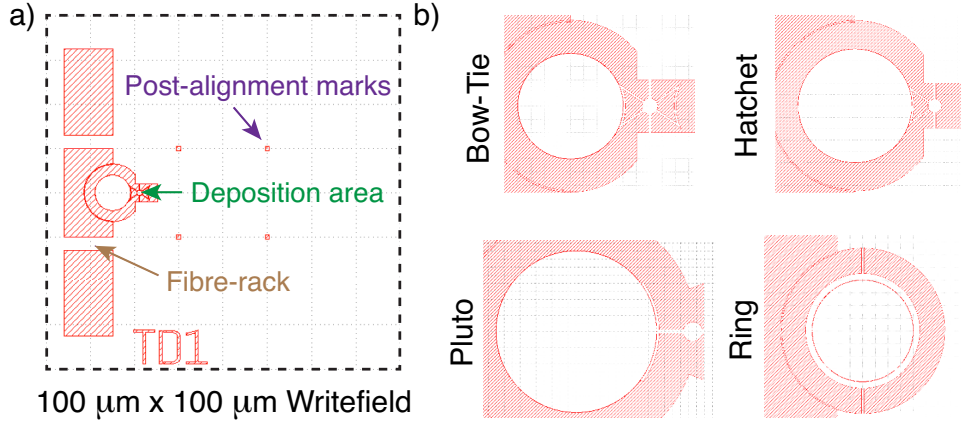 a)
Post-alignment marks
Deposition area
Fibre-rack
TD1
100 μm x 100 μm Writefield
b)
Bow-Tie
Hatchet
Pluto
Ring